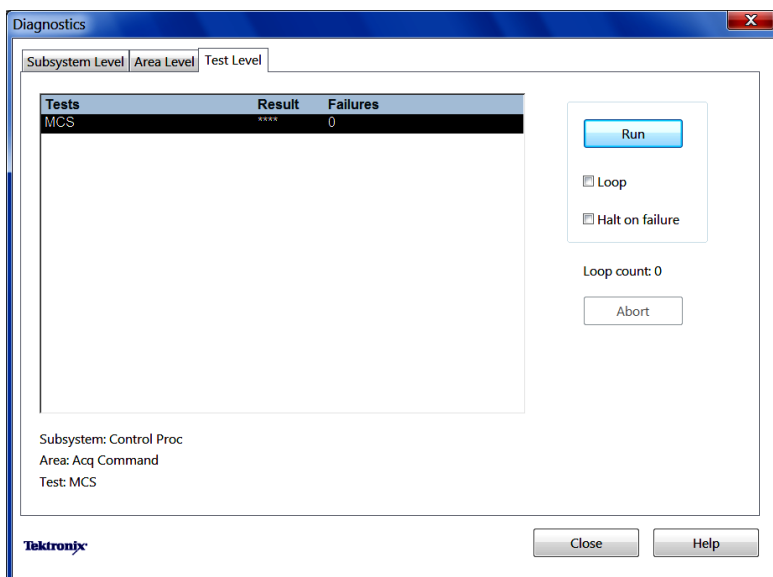 Diagnostics
X
Subsystem Level Area Level Test Level
Tests Result Failures
MCS **** 0
Run
Loop
Halt on failure
Loop count: 0
Abort
Subsystem: Control Proc
Area: Acq Command
Test: MCS
Tektronix
Close Help